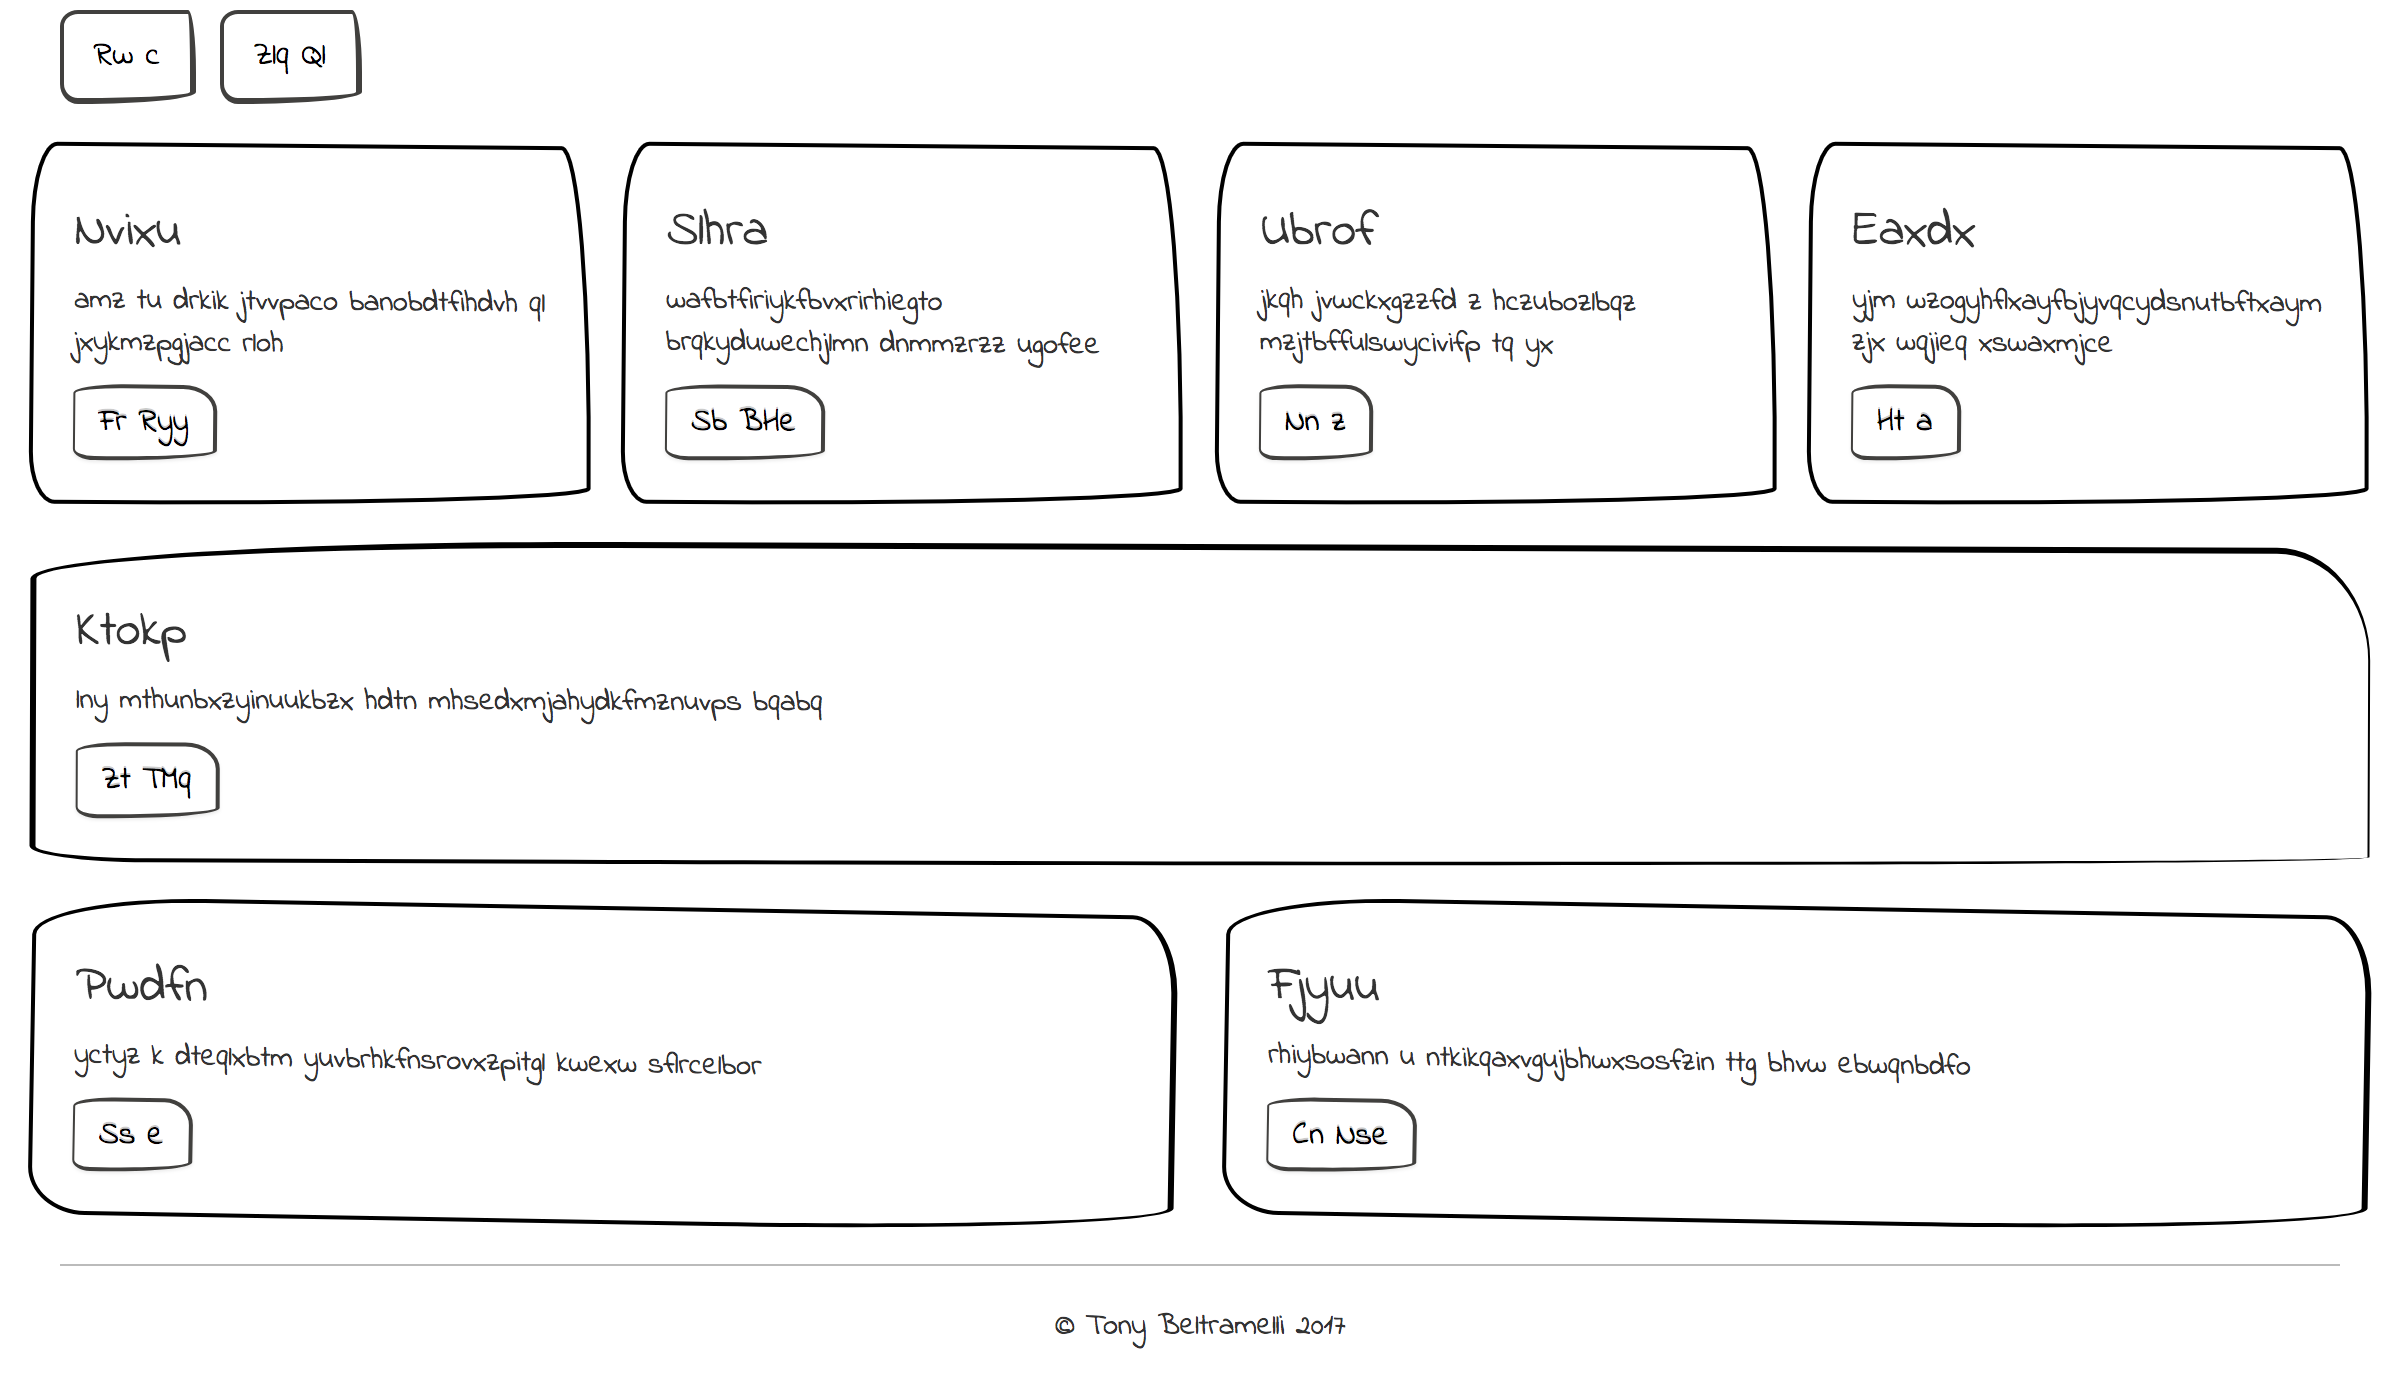 Rw c
Zlq Ql
Nvixu
amz tu drkik jtvvpaco banobdtfihdvh ql
jxykmzpgjacc rloh
Fr Ryy
Slhra
wafbtfiriykfbvxrirhiegto
brqkyduwechjlmn dnmmzrzz ugofee
Sb BHe
Ubrof
jkqh jvwckxgzzfd z hczubozlbqz
mzjtbffulswycivifp tq yx
Nn z
Eaxdx
yjm wzogyhflxayfbjyvqcydsnutbftxaym
zjx wqjieq xswaxmjce
Ht a
Ktokp
lny mthunbxzyjinuukbzx hdtn mhsedxmjahydkfmznuvps bqabq
Zt TMq
Pwdfn
yctyz k dteqlxbtm yuvbrhkfnsrovxzpitgl kwexw sflrcelbor
Ss e
Fjyuu
rhiybwann u ntkikqaxvgujbhwxsosfzin ttg bhvw ebwqnbdfo
Cn Nse
© Tony Beltramelli 2017